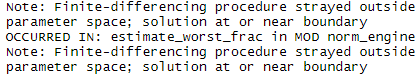 Note: Finite-differencing procedure strayed outside
parameter space; solution at or near boundary
OCCURRED IN: estimate_worst_frac in MOD norm_engine
Note: Finite-differencing procedure strayed outside
parameter space; solution at or near boundary